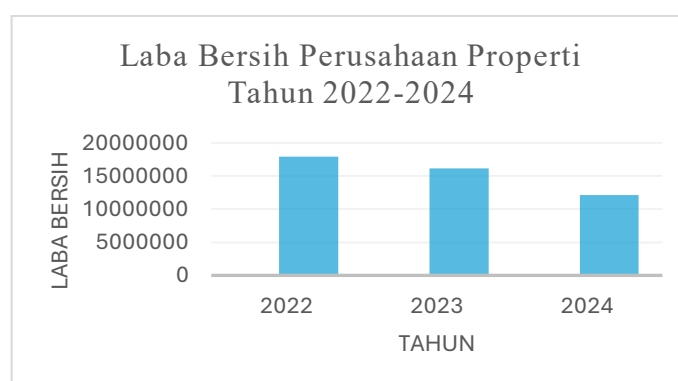 Laba Bersih Perusahaan Properti
Tahun 2022-2024
LABA BERSIH
20000000
15000000
10000000
5000000
0
2022 2023 2024
TAHUN